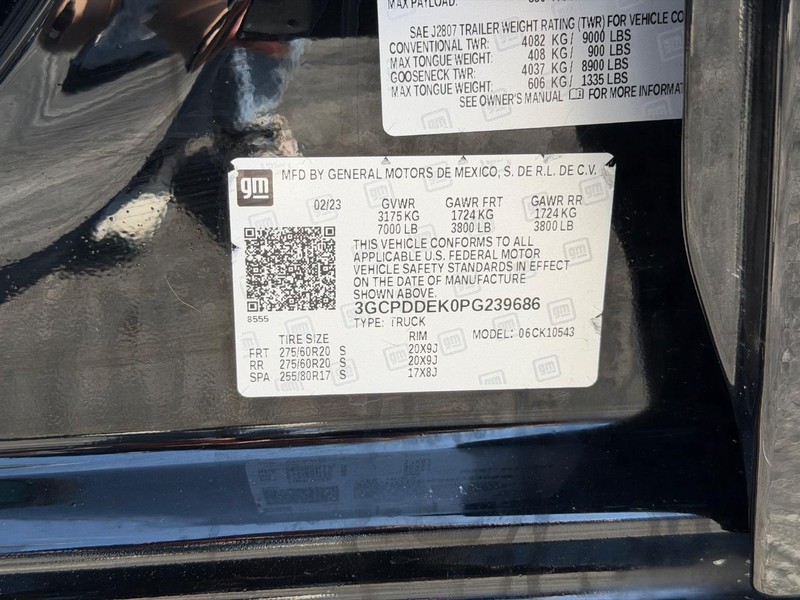 MAX PAYLOAD:
SAE J2807 TRAILER WEIGHT RATING (TWR) FOR VEHICLE CO
CONVENTIONAL TWR: 4082 KG/ 9000 LBS
MAX TONGUE WEIGHT: 408 KG/ 900 LBS
GOOSENECK TWR: 4037 KG/ 8900 LBS
MAX TONGUE WEIGHT: 606 KG/ 1335 LBS
SEE OWNER'S MANUAL FOR MORE INFORMAT
gm MFD BY GENERAL MOTORS DE MEXICO, S. DE R.L. DE C.V.
02/23 GVWR GAWR FRT GAWR RR
3175 KG 1724 KG 1724 KG
7000 LB 3800 LB 3800 LB
THIS VEHICLE CONFORMS TO ALL
APPLICABLE U.S. FEDERAL MOTOR
VEHICLE SAFETY STANDARDS IN EFFECT
ON THE DATE OF MANUFACTURE
SHOWN ABOVE.
3GCPDDEK0PG239686
8555
TYPE: TRUCK MODEL: 06CK10543
TIRE SIZE RIM
FRT 275/60R20 S 20X9J
RR 275/60R20 S 20X9J
SPA 255/80R17 S 17X8J